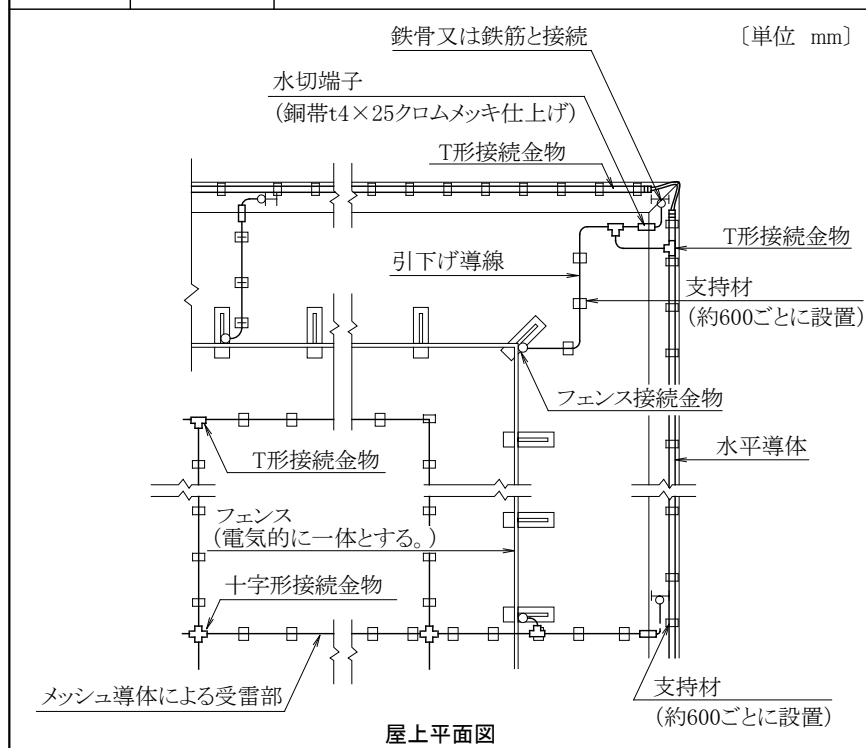 鉄骨又は鉄筋と接続
〔単位 mm〕
水切端子
(銅帯t4×25クロムメッキ仕上げ)
T形接続金物
T形接続金物
引下げ導線
支持材
(約600ごとに設置)
フェンス接続金物
T形接続金物
水平導体
フェンス
(電気的に一体とする。)
十字形接続金物
メッシュ導体による受雷部
支持材
(約600ごとに設置)
屋上平面図